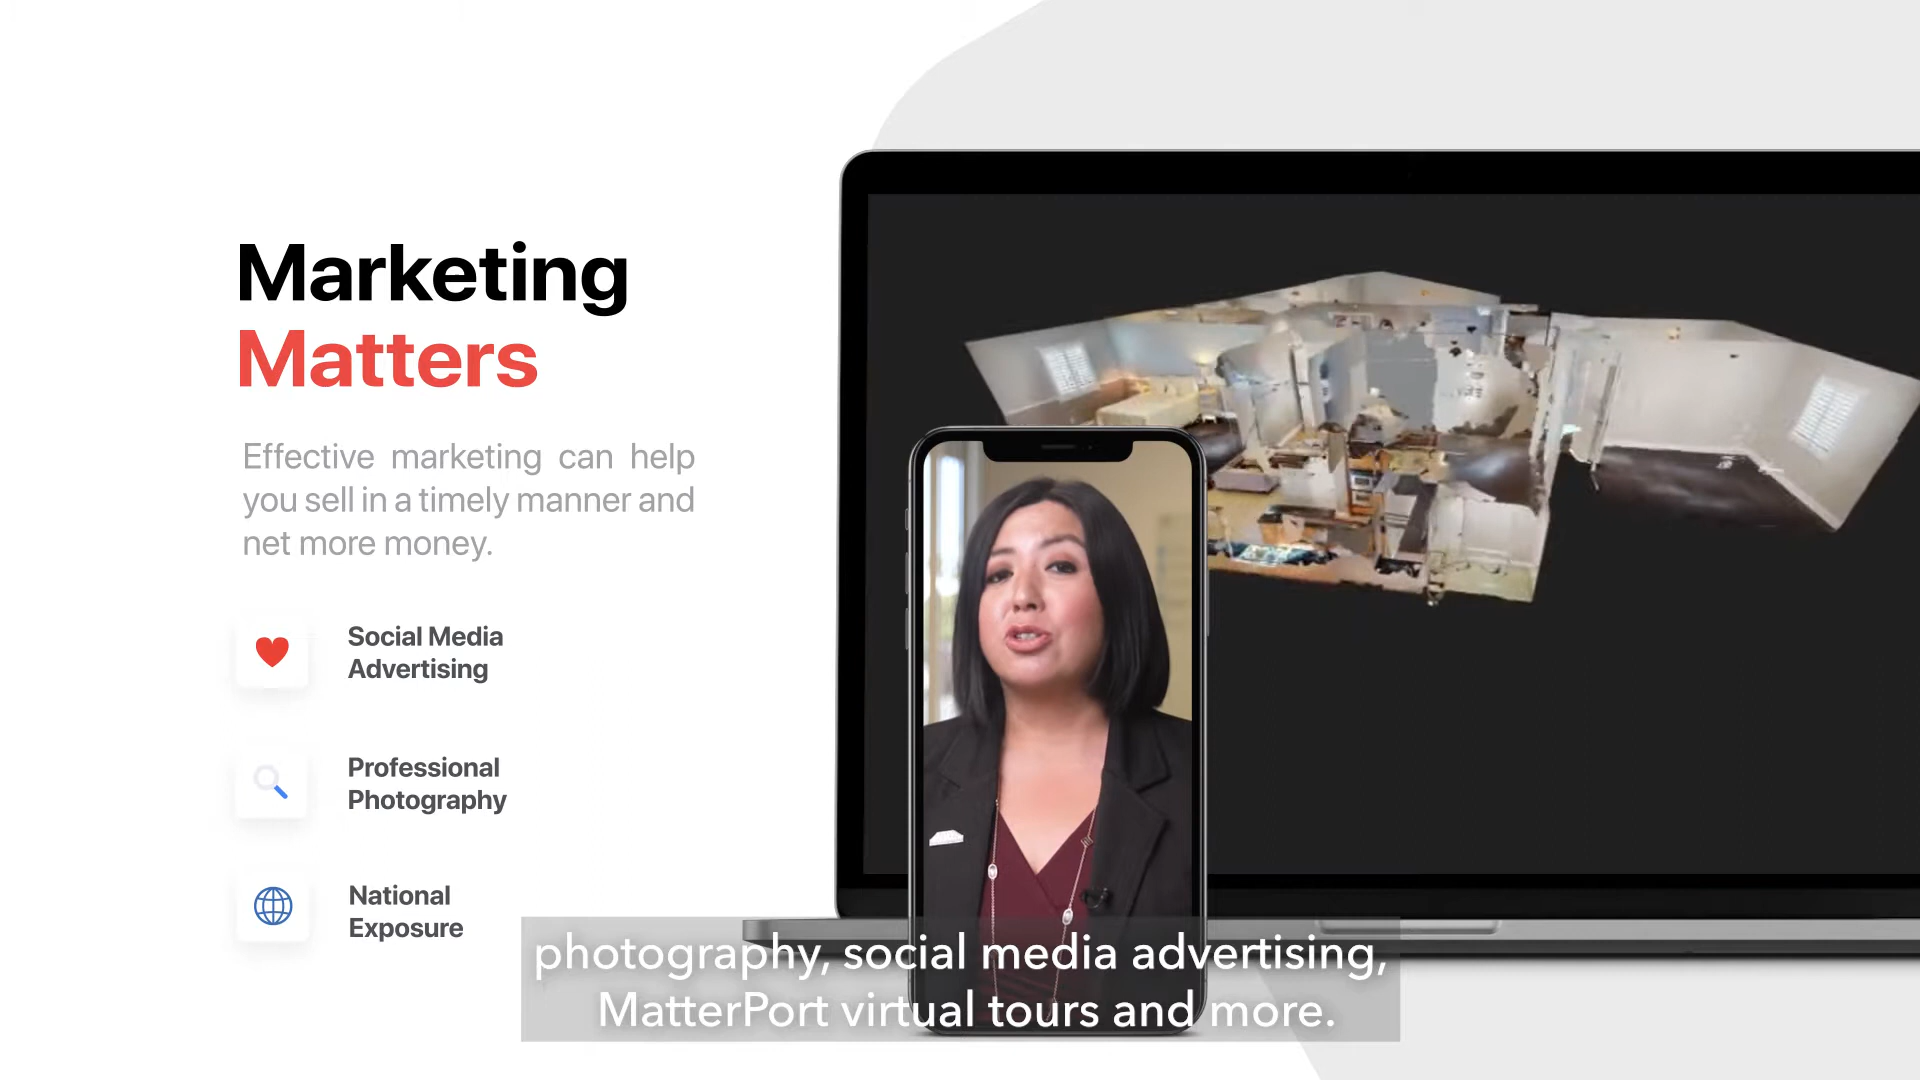 Marketing
Matters
Effective marketing can help
you sell in a timely manner and
net more money.
Social Media
Advertising
Professional
Photography
National
Exposure
photography, social media advertising,
MatterPort virtual tours and more.